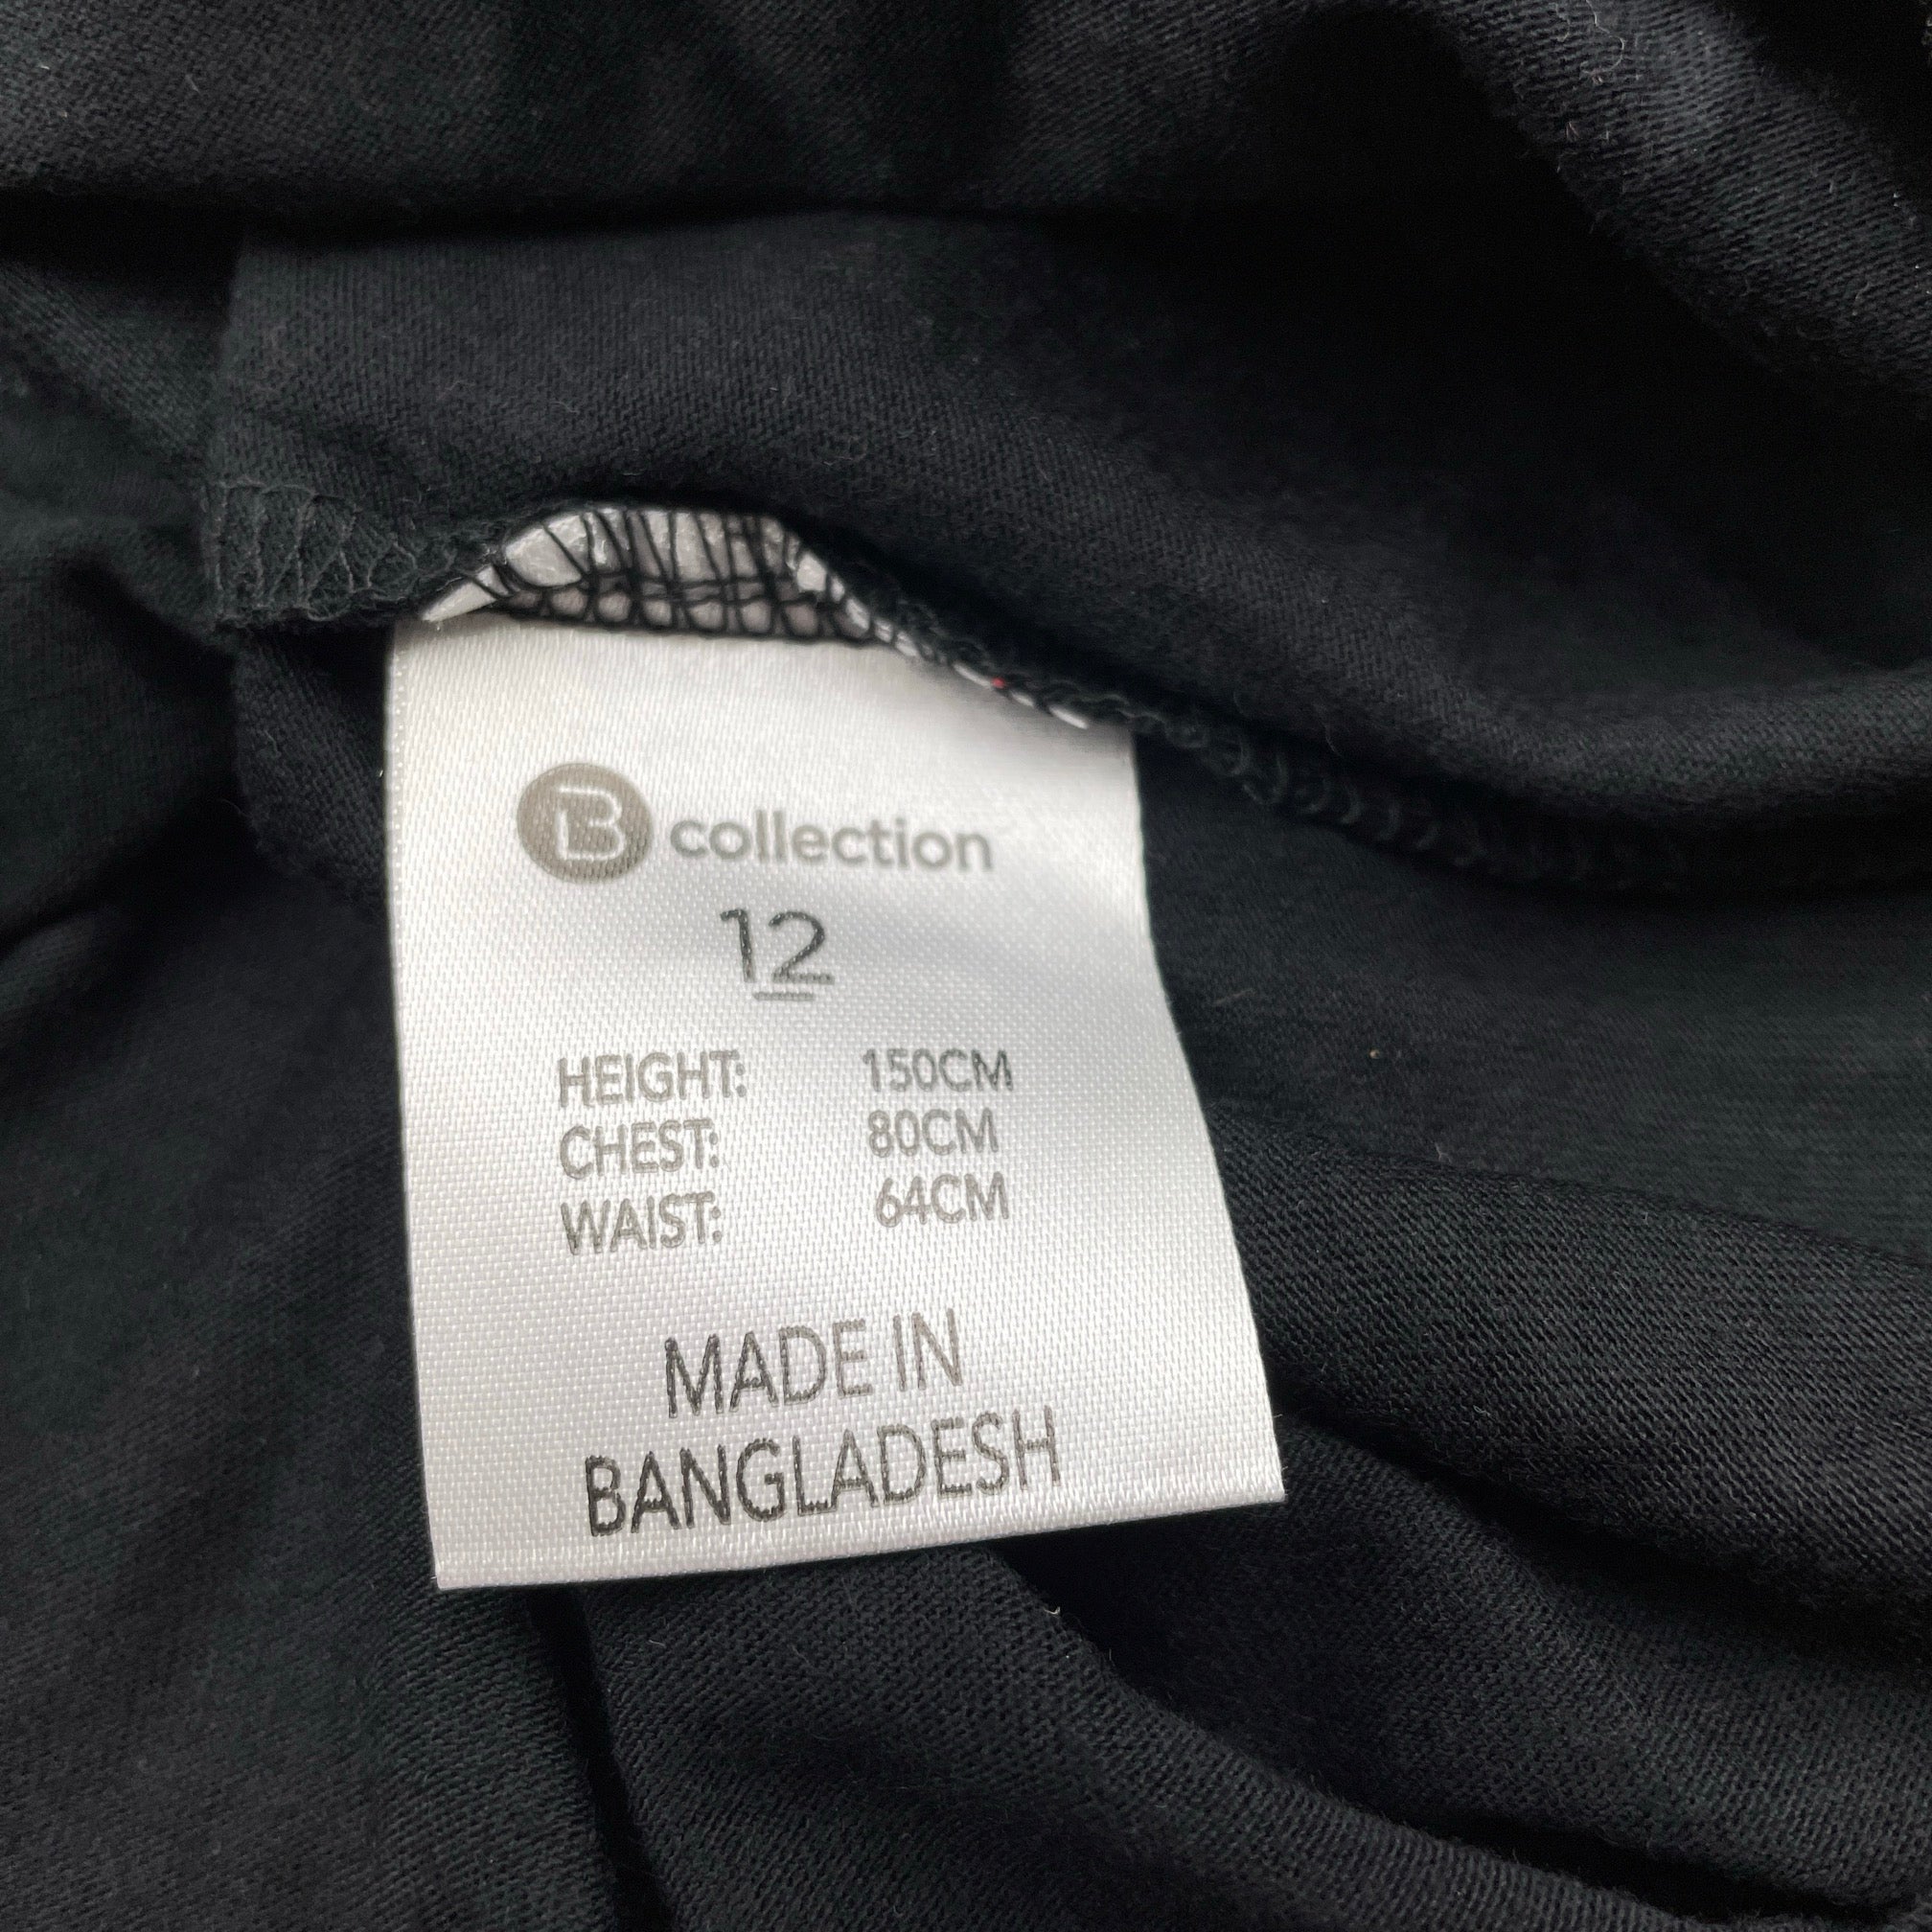 B collection
12
HEIGHT: 150CM
CHEST: 80CM
WAIST: 64CM
MADE IN
BANGLADESH